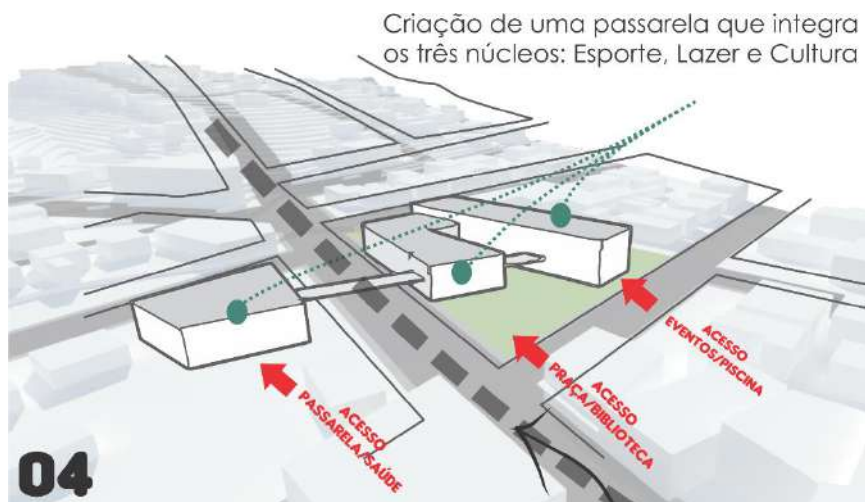 Criação de uma passarela que integra
os três núcleos: Esporte, Lazer e Cultura
ACESSO
EVENTOS/PISCINA
ACESSO
PRAÇA/BIBLIOTECA
ACESSO
PASSARELA/SAÚDE
04